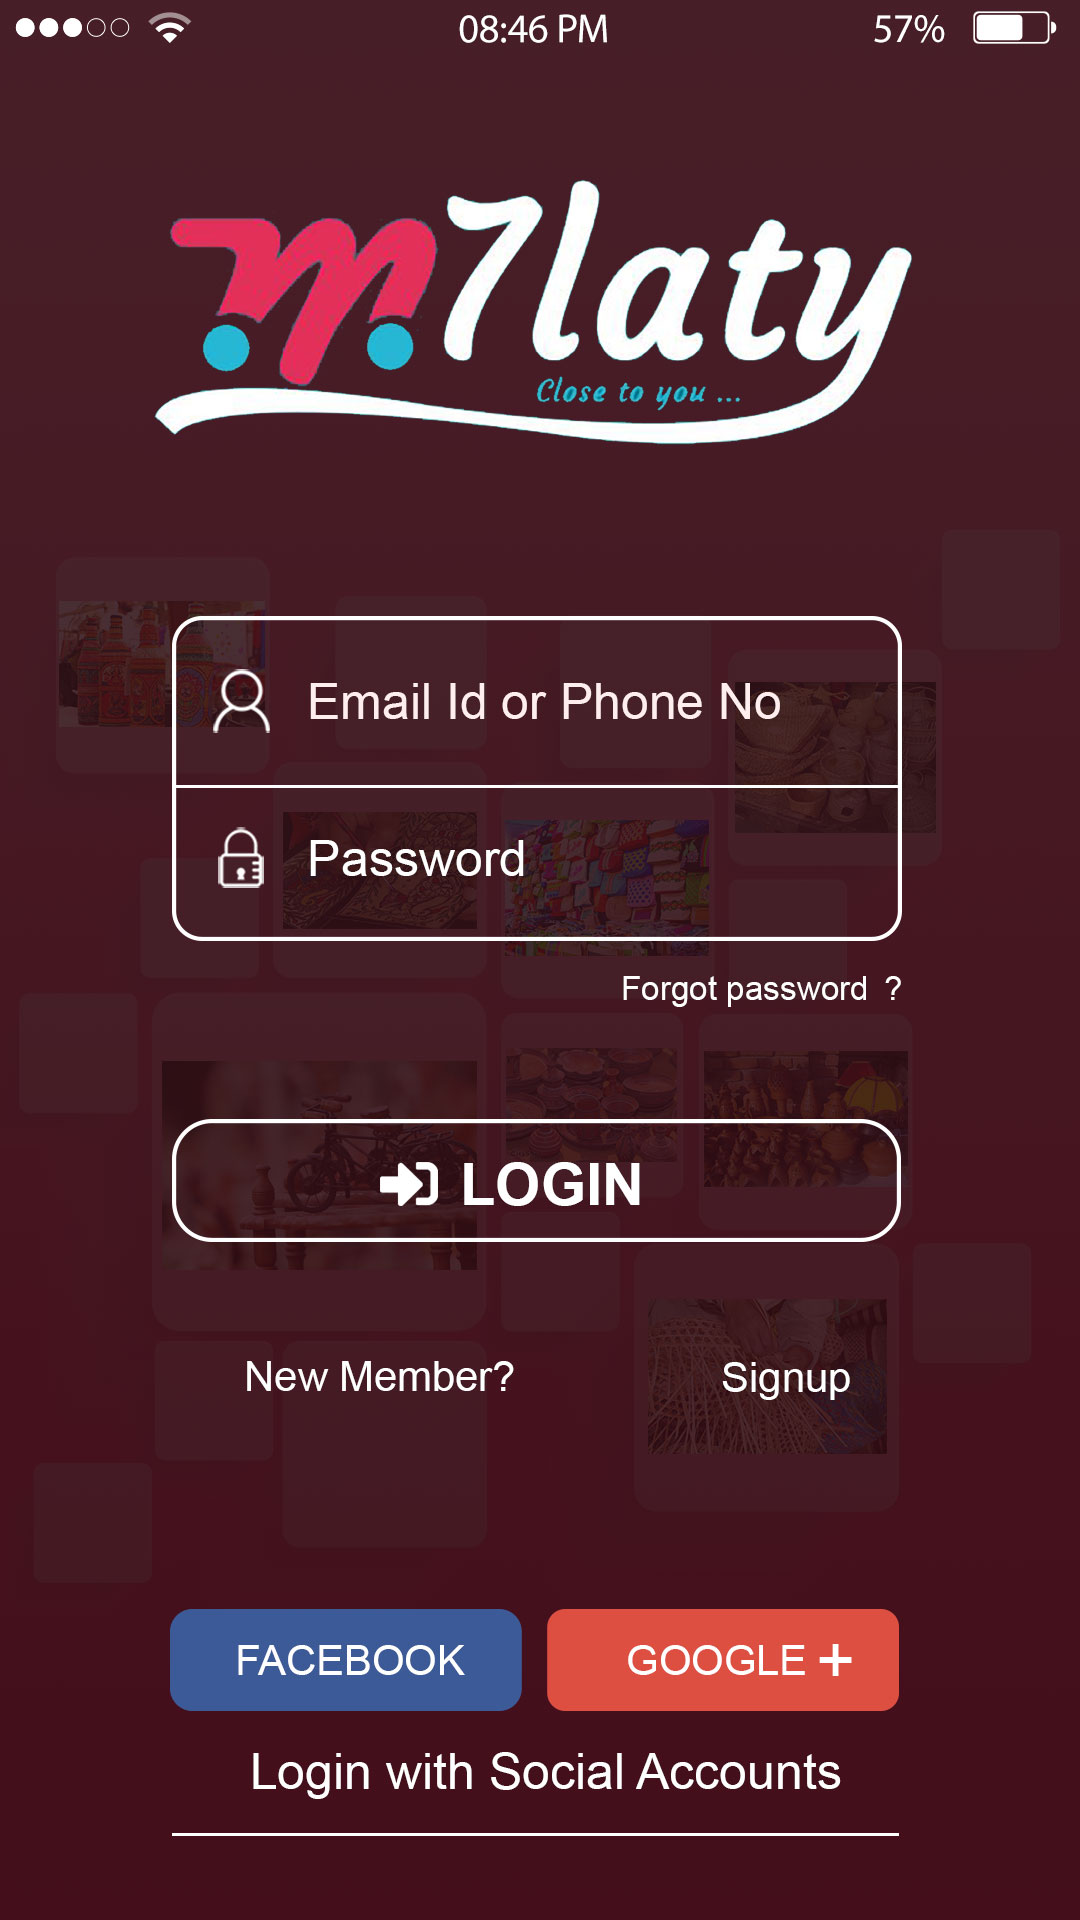 08:46 PM 57%
m7laty
Close to you ...
Email Id or Phone No
Password
Forgot password ?
LOGIN
New Member? Signup
FACEBOOK GOOGLE +
Login with Social Accounts